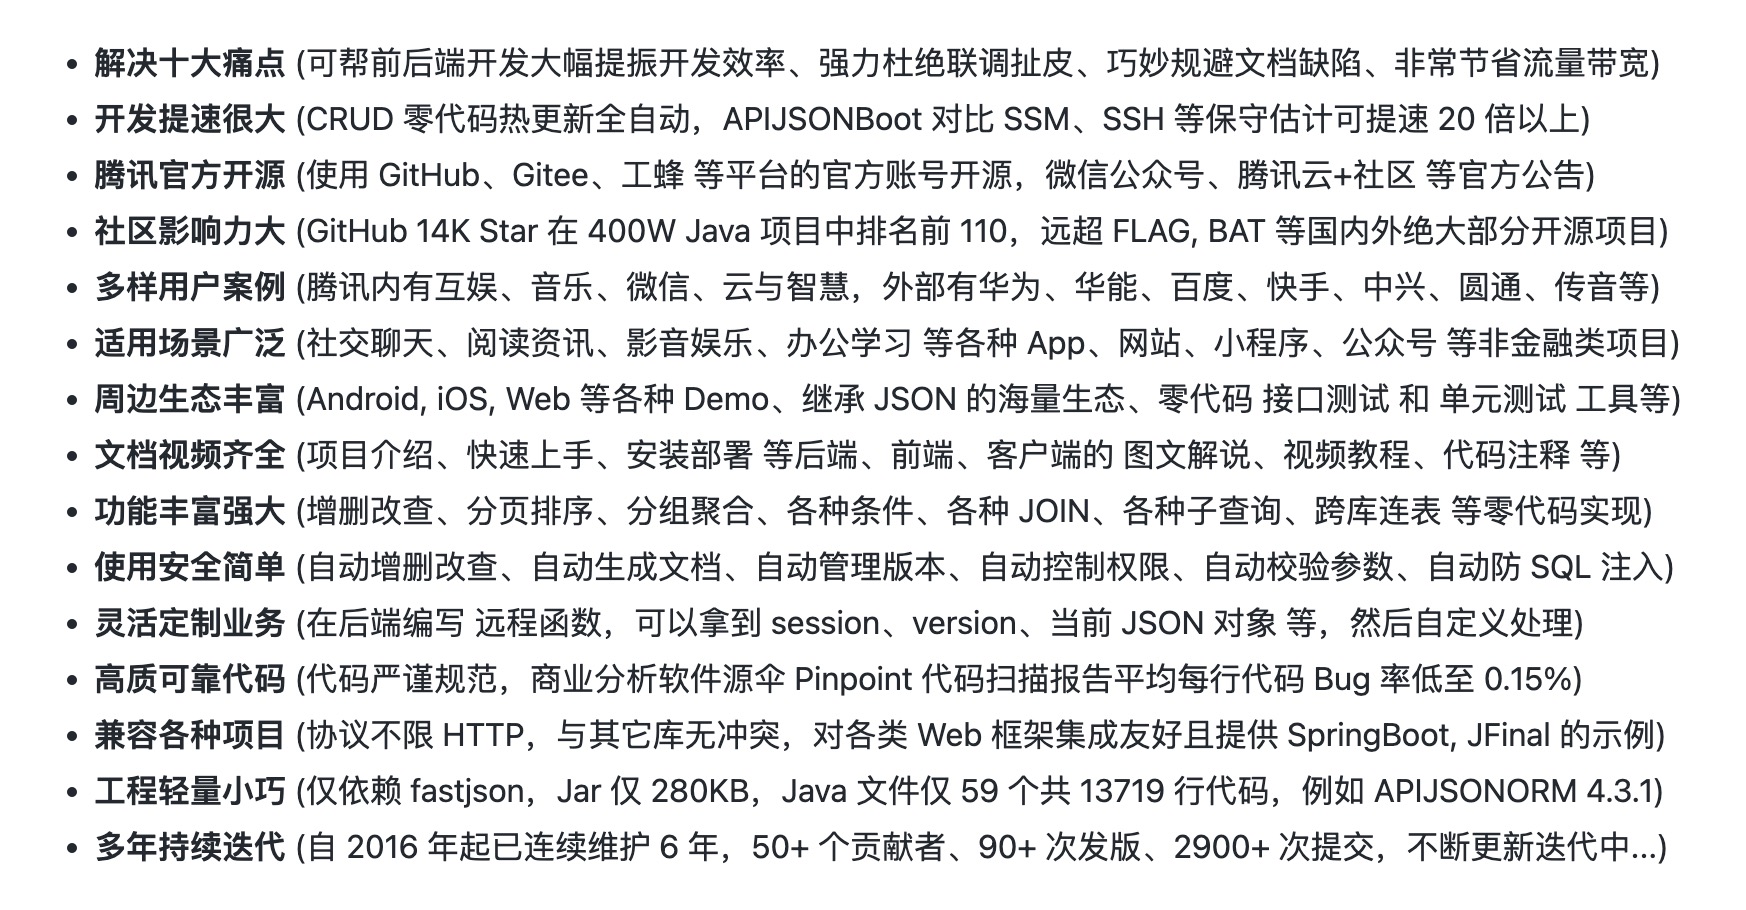 • 解决十大痛点 (可帮前后端开发大幅提振开发效率、强力杜绝联调扯皮、巧妙规避文档缺陷、非常节省流量带宽)
• 开发提速很大 (CRUD 零代码热更新全自动，APIJSONBoot 对比 SSM、SSH 等保守估计可提速 20 倍以上)
• 腾讯官方开源 (使用 GitHub、Gitee、工蜂 等平台的官方账号开源，微信公众号、腾讯云+社区 等官方公告)
• 社区影响力大 (GitHub 14K Star 在 400W Java 项目中排名前 110，远超 FLAG, BAT 等国内外绝大部分开源项目)
• 多样用户案例 (腾讯内有互娱、音乐、微信、云与智慧，外部有华为、华能、百度、快手、中兴、圆通、传音等)
• 适用场景广泛 (社交聊天、阅读资讯、影音娱乐、办公学习 等各种 App、网站、小程序、公众号 等非金融类项目)
• 周边生态丰富 (Android, iOS, Web 等各种 Demo、继承 JSON 的海量生态、零代码 接口测试 和 单元测试 工具等)
• 文档视频齐全 (项目介绍、快速上手、安装部署 等后端、前端、客户端的 图文解说、视频教程、代码注释 等)
• 功能丰富强大 (增删改查、分页排序、分组聚合、各种条件、各种 JOIN、各种子查询、跨库连表 等零代码实现)
• 使用安全简单 (自动增删改查、自动生成文档、自动管理版本、自动控制权限、自动校验参数、自动防 SQL 注入)
• 灵活定制业务 (在后端编写 远程函数，可以拿到 session、version、当前 JSON 对象 等，然后自定义处理)
• 高质可靠代码 (代码严谨规范，商业分析软件源伞 Pinpoint 代码扫描报告平均每行代码 Bug 率低至 0.15%)
• 兼容各种项目 (协议不限 HTTP，与其它库无冲突，对各类 Web 框架集成友好且提供 SpringBoot, JFinal 的示例)
• 工程轻量小巧 (仅依赖 fastjson，Jar 仅 280KB，Java 文件仅 59 个共 13719 行代码，例如 APIJSONORM 4.3.1)
• 多年持续迭代 (自 2016 年起已连续维护 6 年，50+ 个贡献者、90+ 次发版、2900+ 次提交，不断更新迭代中...)